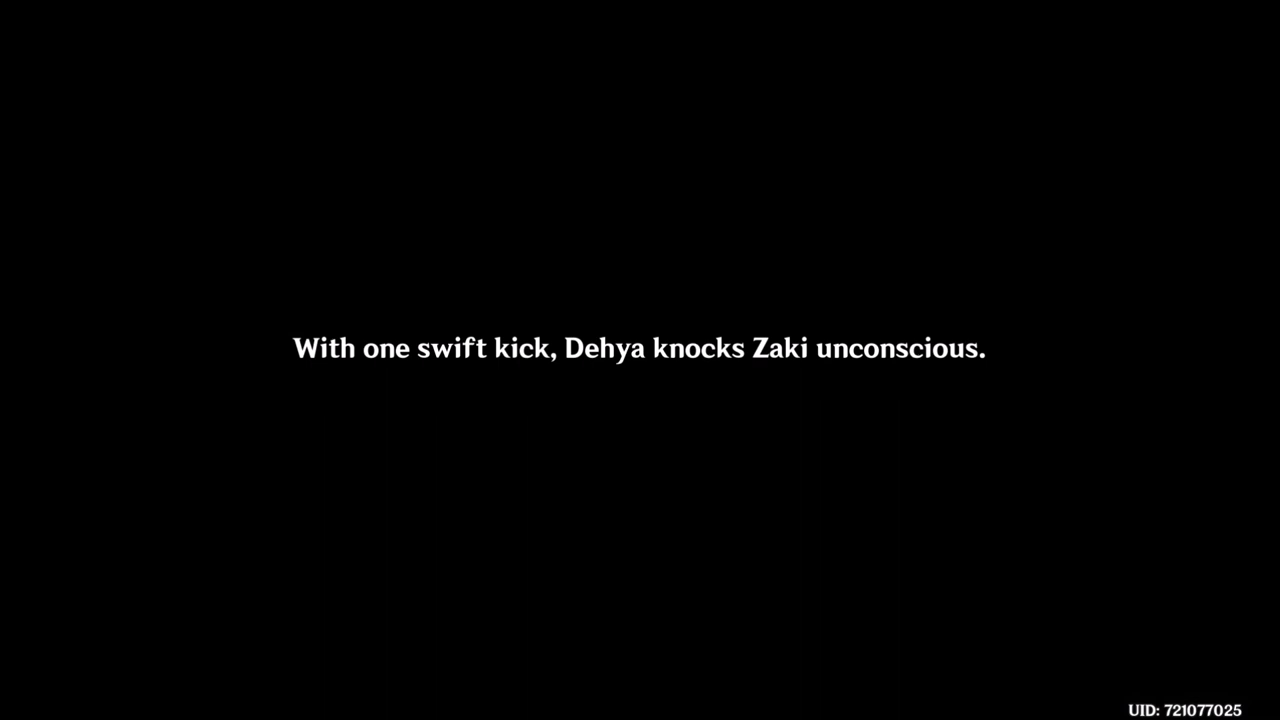 With one swift kick, Dehya knocks Zaki unconscious.
UID: 721077025